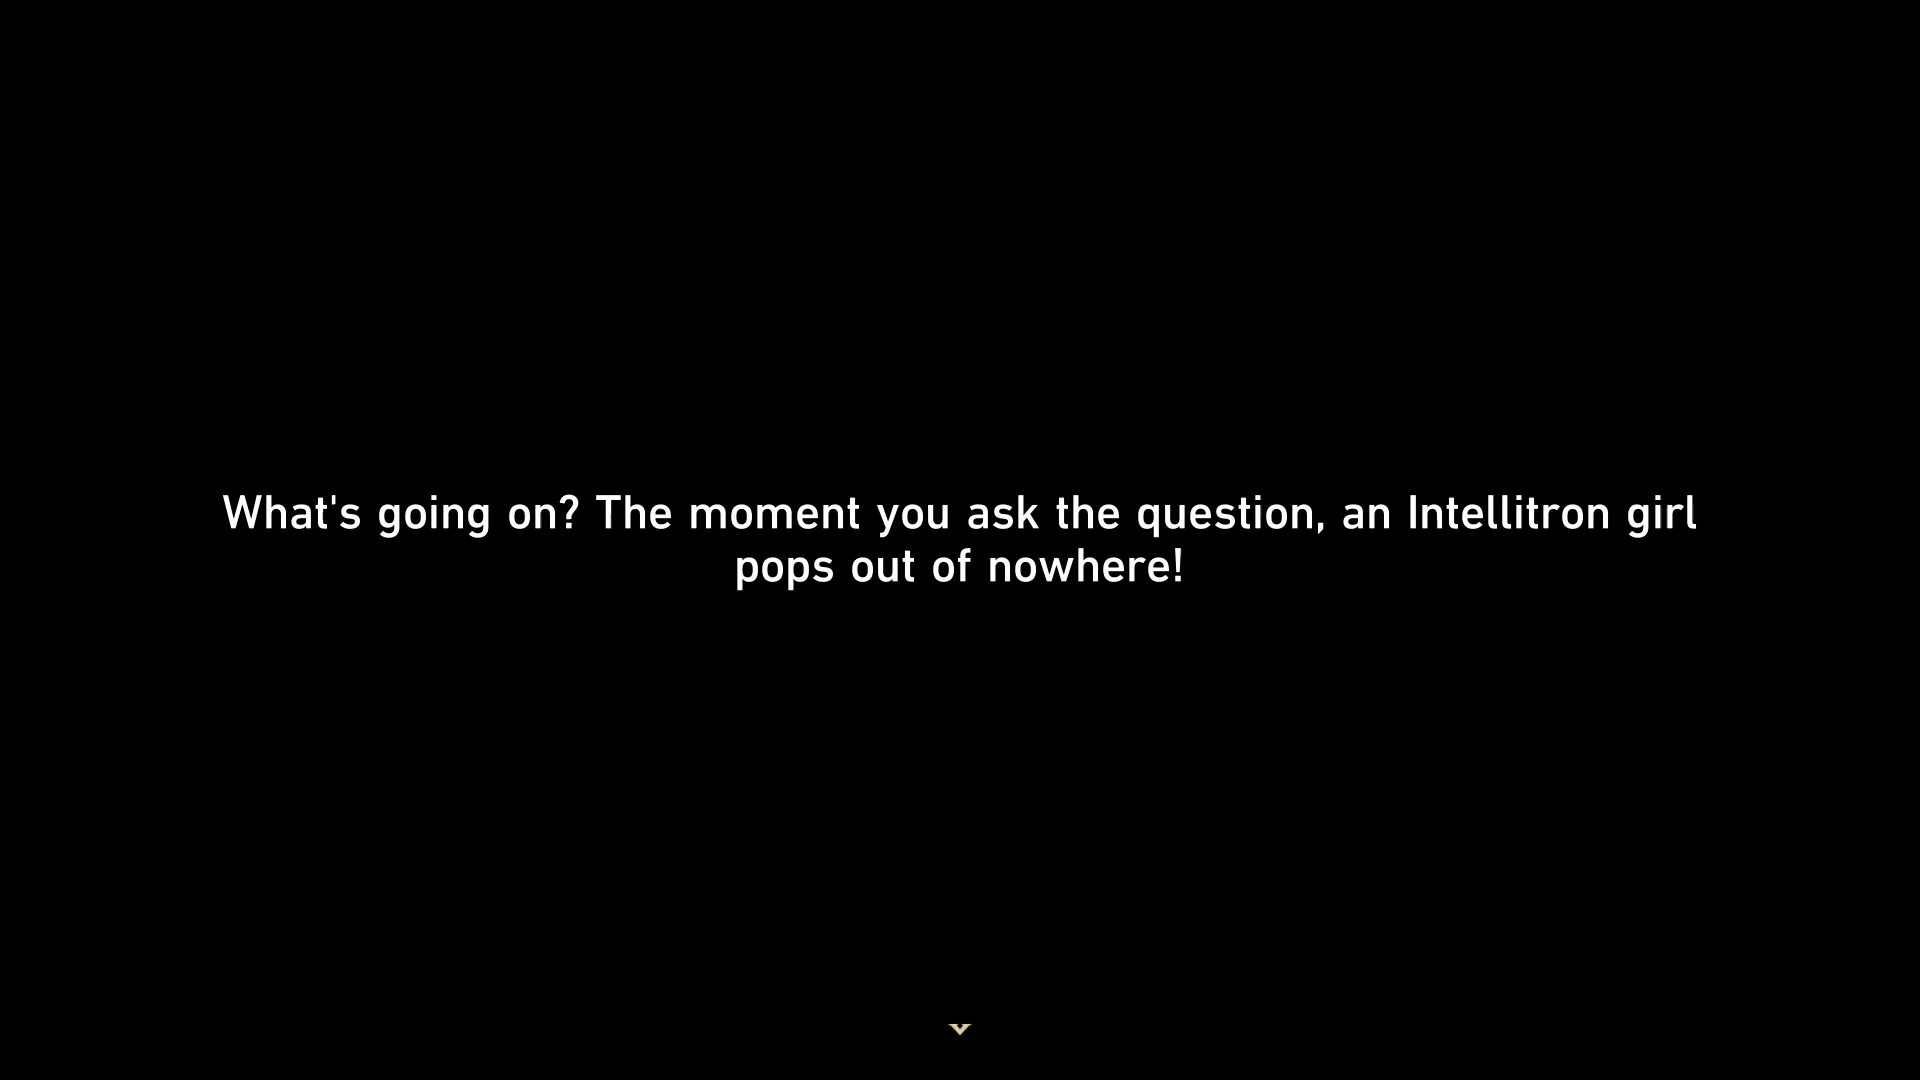 What's going on? The moment you ask the question, an Intellitron girl
pops out of nowhere!